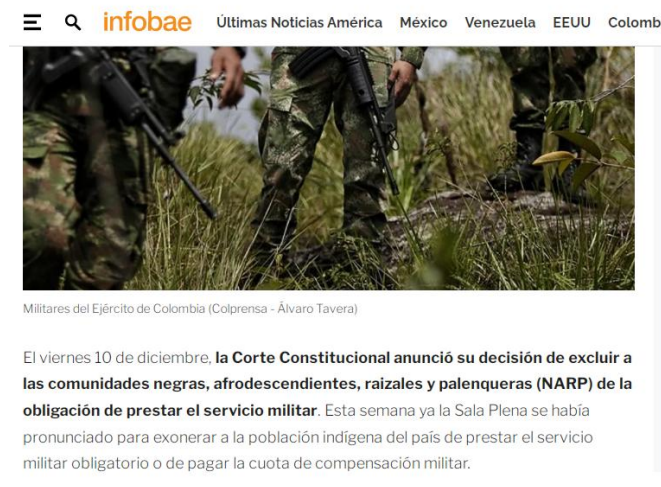 infobae Últimas Noticias América México Venezuela EEUU Colomb
Militares del Ejército de Colombia (Colprensa - Álvaro Tavera)
El viernes 10 de diciembre, la Corte Constitucional anunció su decisión de excluir a
las comunidades negras, afrodescendientes, raizales y palenqueras (NARP) de la
obligación de prestar el servicio militar. Esta semana ya la Sala Plena se había
pronunciado para exonerar a la población indígena del país de prestar el servicio
militar obligatorio o de pagar la cuota de compensación militar.